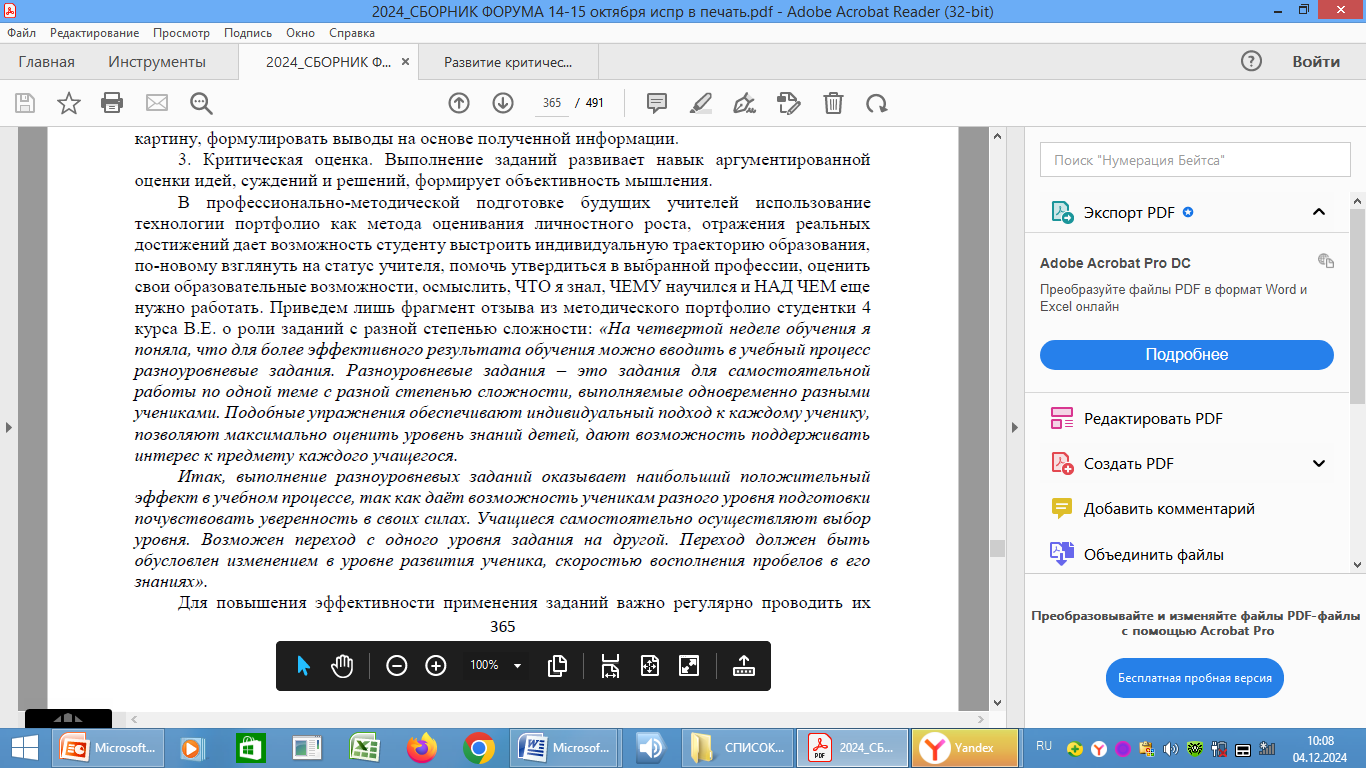 2024_СБОРНИК ФОРУМА 14-15 октября испр в печать.pdf - Adobe Acrobat Reader (32-bit)
Файл Редактирование Просмотр Подпись Окно Справка
Главная Инструменты 2024_СБОРНИК Ф... × Развитие критичес... Войти
365 / 491
картину, формулировать выводы на основе полученной информации.
3. Критическая оценка. Выполнение заданий развивает навык аргументированной
оценки идей, суждений и решений, формирует объективность мышления.
В профессионально-методической подготовке будущих учителей использование
технологии портфолио как метода оценивания личностного роста, отражения реальных
достижений дает возможность студенту выстроить индивидуальную траекторию образования,
по-новому взглянуть на статус учителя, помочь утвердиться в выбранной профессии, оценить
свои образовательные возможности, осмыслить, ЧТО я знал, ЧЕМУ научился и НАД ЧЕМ еще
нужно работать. Приведем лишь фрагмент отзыва из методического портфолио студентки 4
курса В.Е. о роли заданий с разной степенью сложности: «На четвертой неделе обучения я
поняла, что для более эффективного результата обучения можно вводить в учебный процесс
разноуровневые задания. Разноуровневые задания – это задания для самостоятельной
работы по одной теме с разной степенью сложности, выполняемые одновременно разными
учениками. Подобные упражнения обеспечивают индивидуальный подход к каждому ученику,
позволяют максимально оценить уровень знаний детей, дают возможность поддерживать
интерес к предмету каждого учащегося.
Итак, выполнение разноуровневых заданий оказывает наибольший положительный
эффект в учебном процессе, так как даёт возможность ученикам разного уровня подготовки
почувствовать уверенность в своих силах. Учащиеся самостоятельно осуществляют выбор
уровня. Возможен переход с одного уровня задания на другой. Переход должен быть
обусловлен изменением в уровне развития ученика, скоростью восполнения пробелов в его
знаниях».
Для повышения эффективности применения заданий важно регулярно проводить их
365
100%
Поиск "Нумерация Бейтса"
Экспорт PDF
Adobe Acrobat Pro DC
Преобразуйте файлы PDF в формат Word и
Excel онлайн
Подробнее
Редактировать PDF
Создать PDF
Добавить комментарий
Объединить файлы
Преобразовывайте и изменяйте файлы PDF-файлы
с помощью Acrobat Pro
Бесплатная пробная версия
Microsoft... Microsof... СПИСОК... 2024_СБ... Yandex RU 10:08
04.12.2024